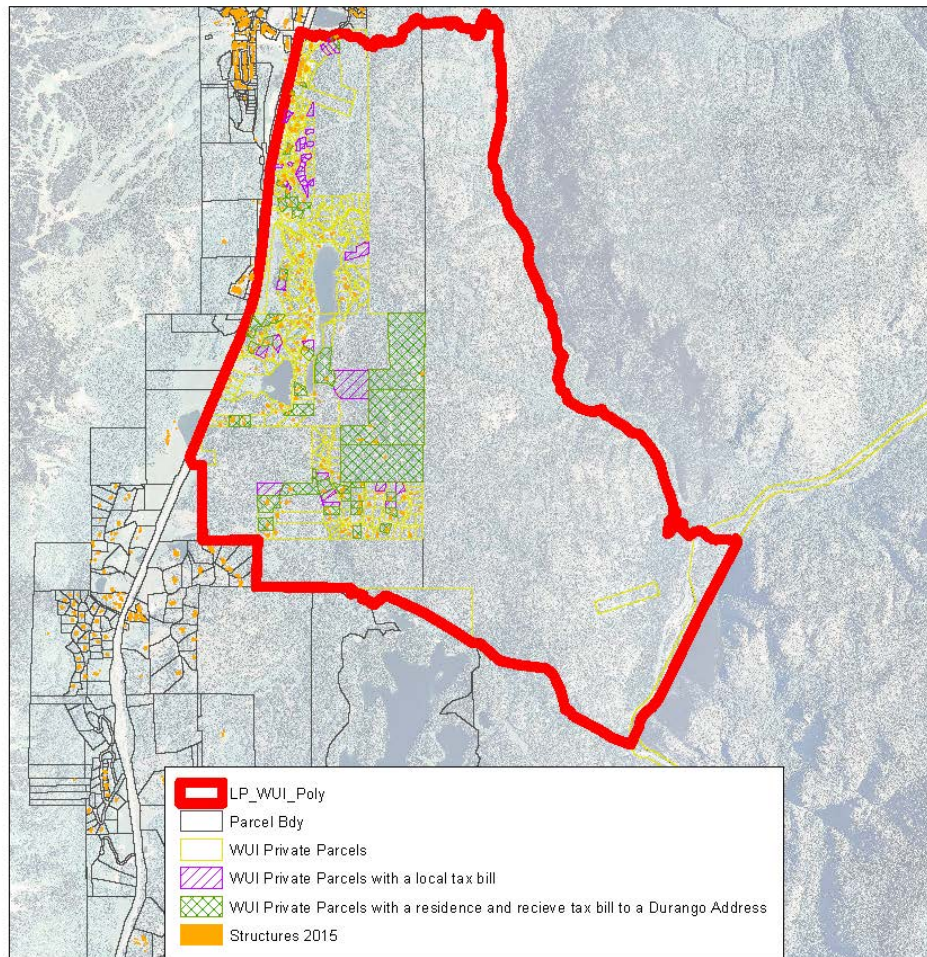 LP_WUI_Poly
Parcel Bdy
WUI Private Parcels
WUI Private Parcels with a local tax bill
WUI Private Parcels with a residence and recieve tax bill to a Durango Address
Structures 2015